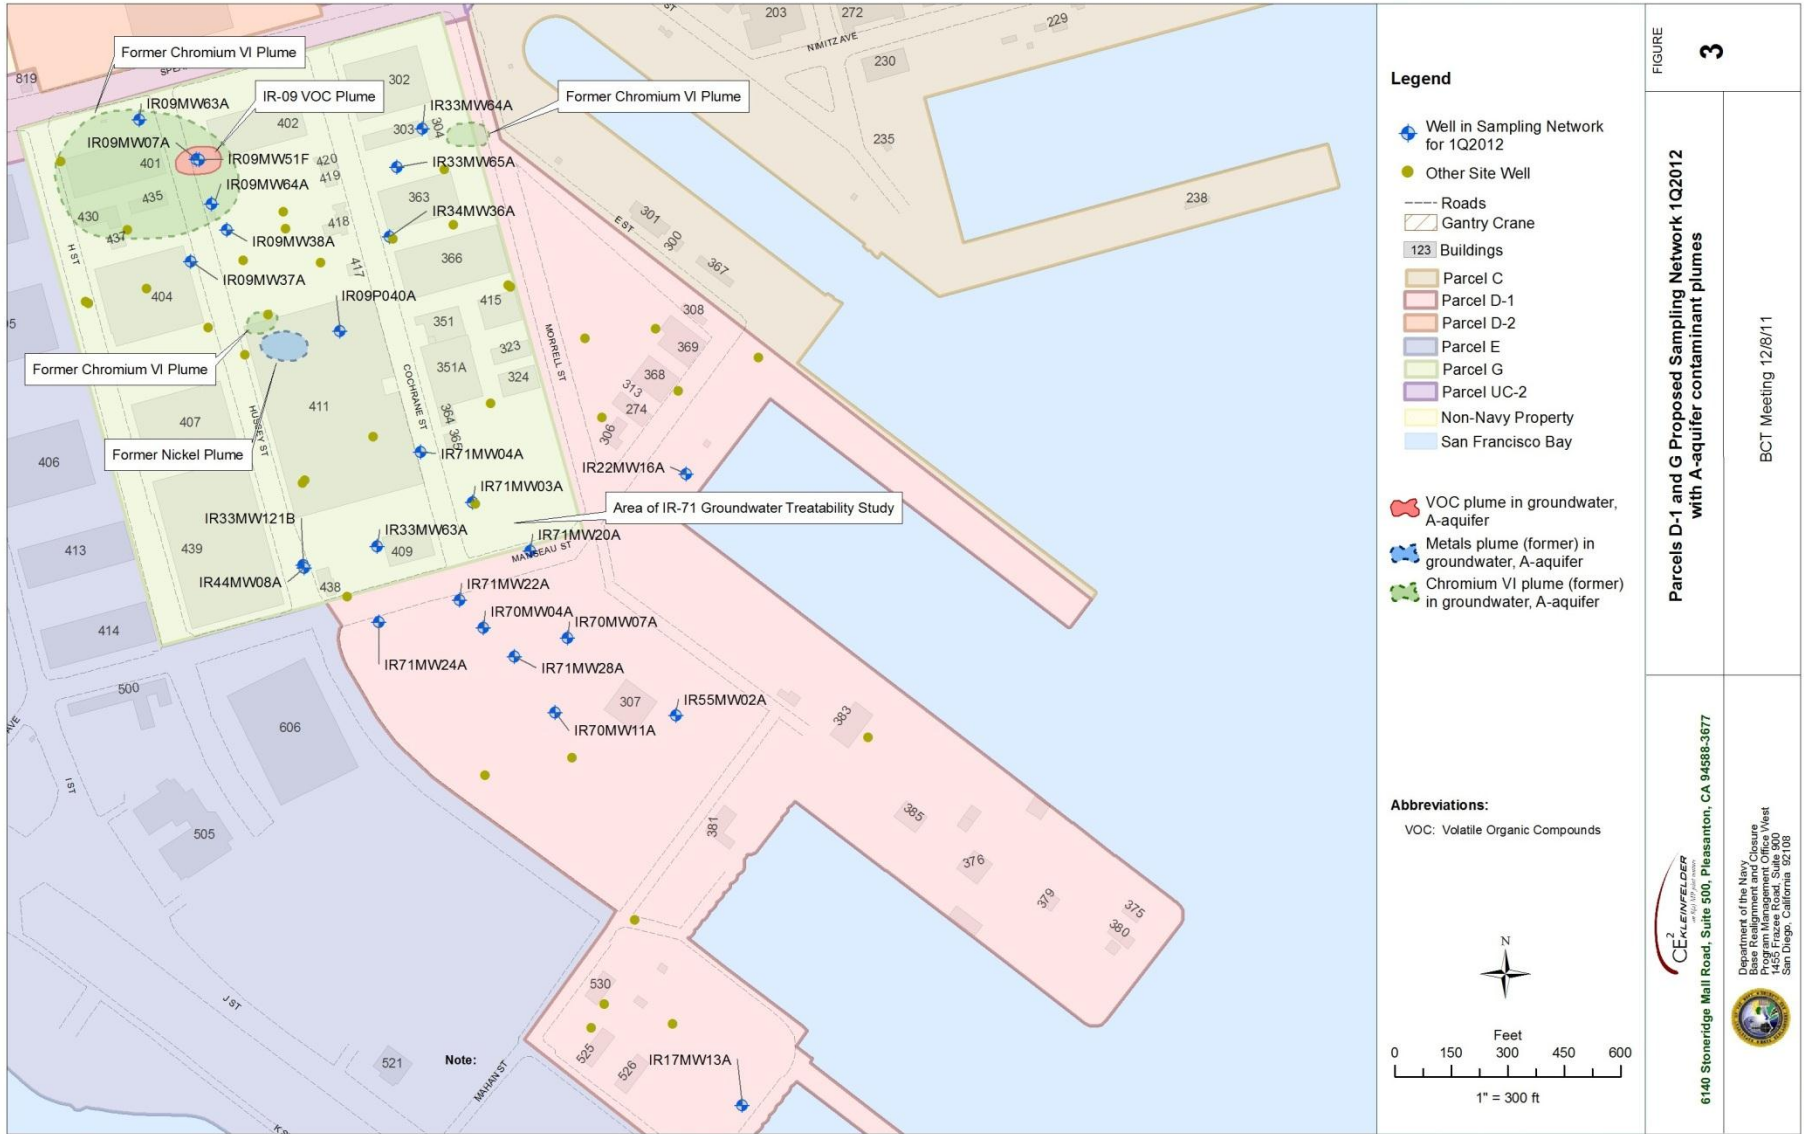 203
272
229
ST
NIMITZ AVE
230
Former Chromium VI Plume
819
302
IR-09 VOC Plume
Former Chromium VI Plume
IR09MW63A
IR33MW64A
402
303
304
IR09MW07A
401
IR09MW51F
420
419
IR33MW65A
235
IR09MW64A
435
363
430
437
418
IR34MW36A
238
301
E ST
300
H ST
IR09MW38A
366
367
417
IR09MW37A
404
IR09P040A
415
308
351
369
323
MORRELL ST
Former Chromium VI Plume
COCHRANE ST
351A
324
368
313
274
411
407
HUSSEY ST
364
365
306
Former Nickel Plume
406
IR71MW04A
IR22MW16A
IR71MW03A
Area of IR-71 Groundwater Treatability Study
IR33MW121B
IR33MW63A
IR71MW20A
413
439
409
MANSEAU ST
IR44MW08A
438
IR71MW22A
IR70MW04A
IR70MW07A
414
IR71MW24A
IR71MW28A
500
307
IR55MW02A
606
IR70MW11A
383
AVE
I ST
505
381
385
376
379
375
380
J ST
530
525
526
IR17MW13A
521
Note:
MAHAN ST
Legend
Well in Sampling Network
for 1Q2012
Other Site Well
Roads
Gantry Crane
123 Buildings
Parcel C
Parcel D-1
Parcel D-2
Parcel E
Parcel G
Parcel UC-2
Non-Navy Property
San Francisco Bay
VOC plume in groundwater,
A-aquifer
Metals plume (former) in
groundwater, A-aquifer
Chromium VI plume (former)
in groundwater, A-aquifer
Abbreviations:
VOC: Volatile Organic Compounds
N
Feet
0 150 300 450 600
1" = 300 ft
FIGURE
3
Parcels D-1 and G Proposed Sampling Network 1Q2012
with A-aquifer contaminant plumes
BCT Meeting 12/8/11
CE2 KLEINFELDER
6140 Stoneridge Mall Road, Suite 500, Pleasanton, CA 94588-3677
Department of the Navy
Base Realignment and Closure
Program Management Office West
1455 Frazee Road, Suite 900
San Diego, California 92108